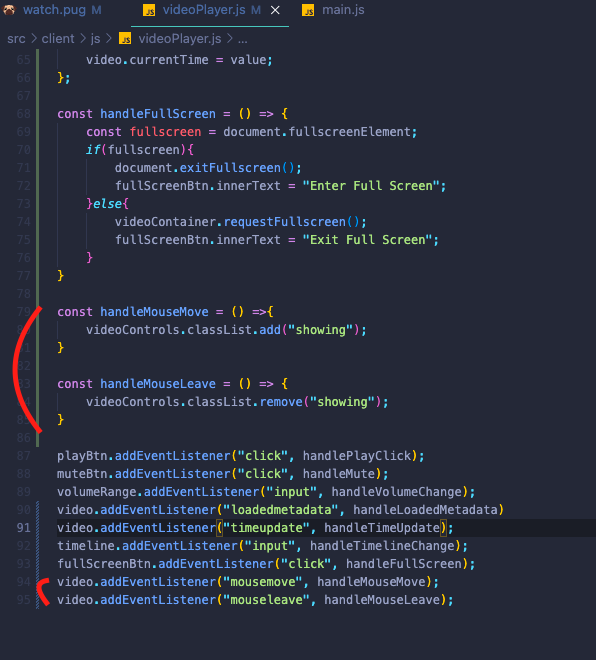 watch.pug M
JS videoPlayer.js M ×
JS main.js
src > client > js > JS videoPlayer.js > ...
65 video.currentTime = value;
66 };
67
68 const handleFullScreen = () => {
69 const fullscreen = document.fullscreenElement;
70 if(fullscreen){
71 document.exitFullscreen();
72 fullScreenBtn.innerText = "Enter Full Screen";
73 }else{
74 videoContainer.requestFullscreen();
75 fullScreenBtn.innerText = "Exit Full Screen";
76 }
77 }
78
79 const handleMouseMove = () =>{
videoControls.classList.add("showing");
}
82
83 const handleMouseLeave = () => {
videoControls.classList.remove("showing");
85 }
86
87 playBtn.addEventListener("click", handlePlayClick);
88 muteBtn.addEventListener("click", handleMute);
89 volumeRange.addEventListener("input", handleVolumeChange);
90 video.addEventListener("loadedmetadata", handleLoadedMetadata)
91 video.addEventListener("timeupdate", handleTimeUpdate);
92 timeline.addEventListener("input", handleTimelineChange);
93 fullScreenBtn.addEventListener("click", handleFullScreen);
94 video.addEventListener("mousemove", handleMouseMove);
95 video.addEventListener("mouseleave", handleMouseLeave);